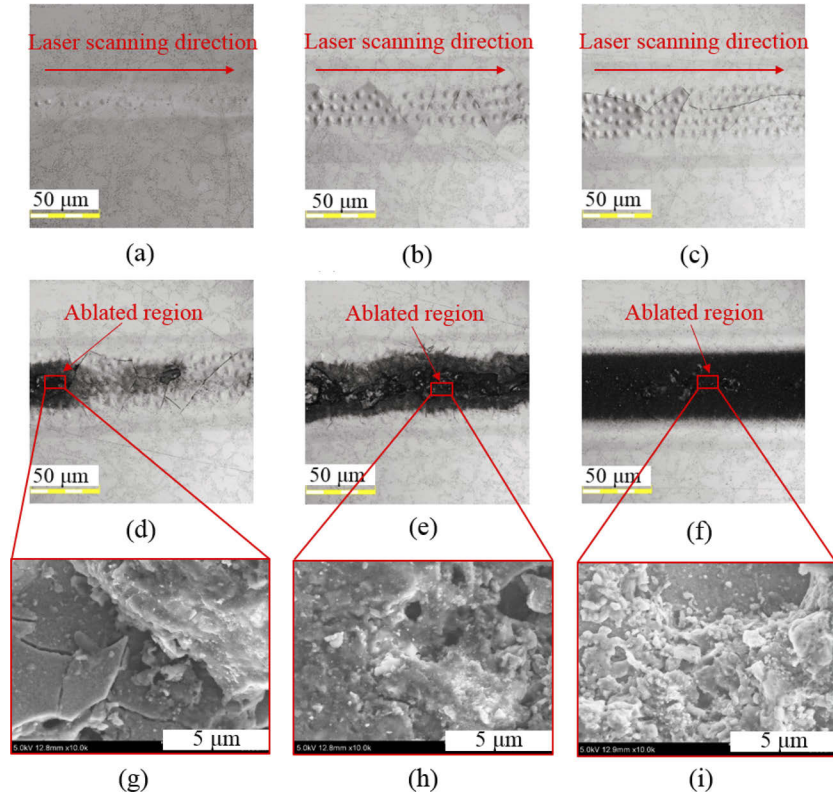 Laser scanning direction
Laser scanning direction
Laser scanning direction
50 μm
50 μm
50 μm
(a)
(b)
(c)
Ablated region
Ablated region
Ablated region
50 μm
50 μm
50 μm
(d)
(e)
(f)
5.0kV 12.8mm x10.0k
5 μm
5.0kV 12.8mm x10.0k
5 μm
5.0kV 12.9mm x10.0k
5 μm
(g)
(h)
(i)